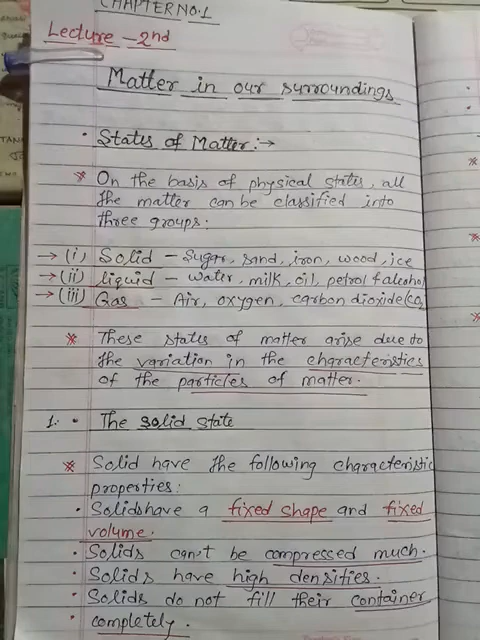 CHAPTER NO.1
Lecture - 2nd
Matter in our surroundings
• States of Matter:→
* On the basis of physical states, all
the matter can be classified into
three groups:
→ (i) Solid - Sugar, sand, iron, wood, ice
→ (ii) liquid - Water, milk, oil, petrol & alcohol
→ (iii) Gas - Air, oxygen, carbon dioxide (CO2
* These states of matter arise due to
the variation in the characteristics
of the particles of matter.
1. • The solid state
* Solid have the following characteristic
properties:
• Solids have a fixed shape and fixed
volume.
• Solids can't be compressed much.
• Solids have high densities.
• Solids do not fill their container
• completely.